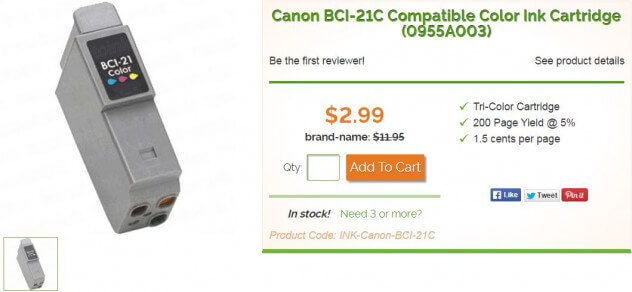 BCI-21
Color
Canon BCI-21C Compatible Color Ink Cartridge
(0955A003)
Be the first reviewer!
See product details
$2.99
brand-name: $11.95
Qty:
Add To Cart
✓ Tri-Color Cartridge
✓ 200 Page Yield @ 5%
✓ 1.5 cents per page
Like
Tweet
Pin it
In stock! Need 3 or more?
Product Code: INK-Canon-BCI-21C